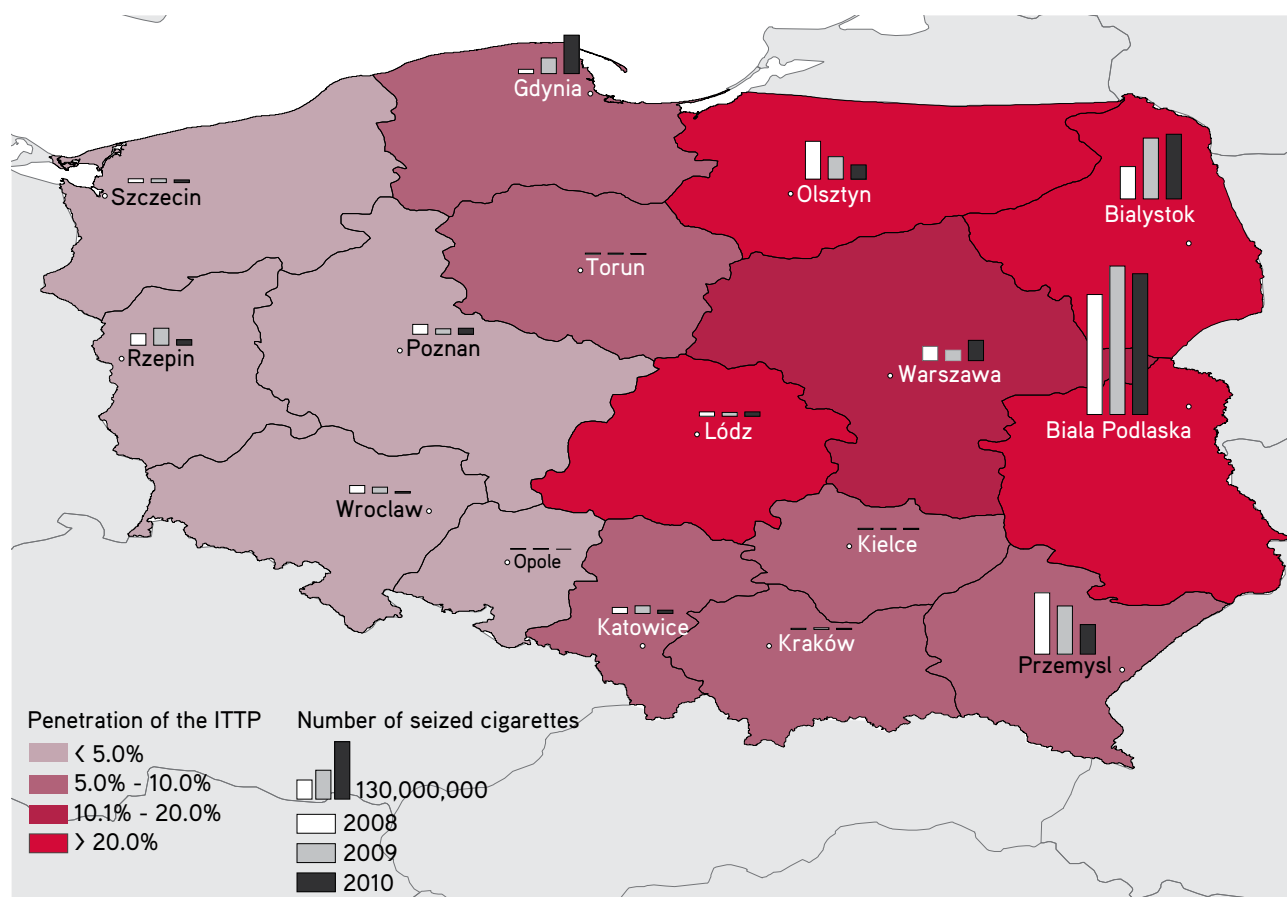 Gdynia
Szczecin
Olsztyn
Bialystok
Torun
Rzepin
Poznan
Warszawa
Lódz
Biala Podlaska
Wroclaw
Opole
Kielce
Katowice
Kraków
Przemysl
Penetration of the ITTP
< 5.0%
5.0% - 10.0%
10.1% - 20.0%
> 20.0%
Number of seized cigarettes
130,000,000
2008
2009
2010